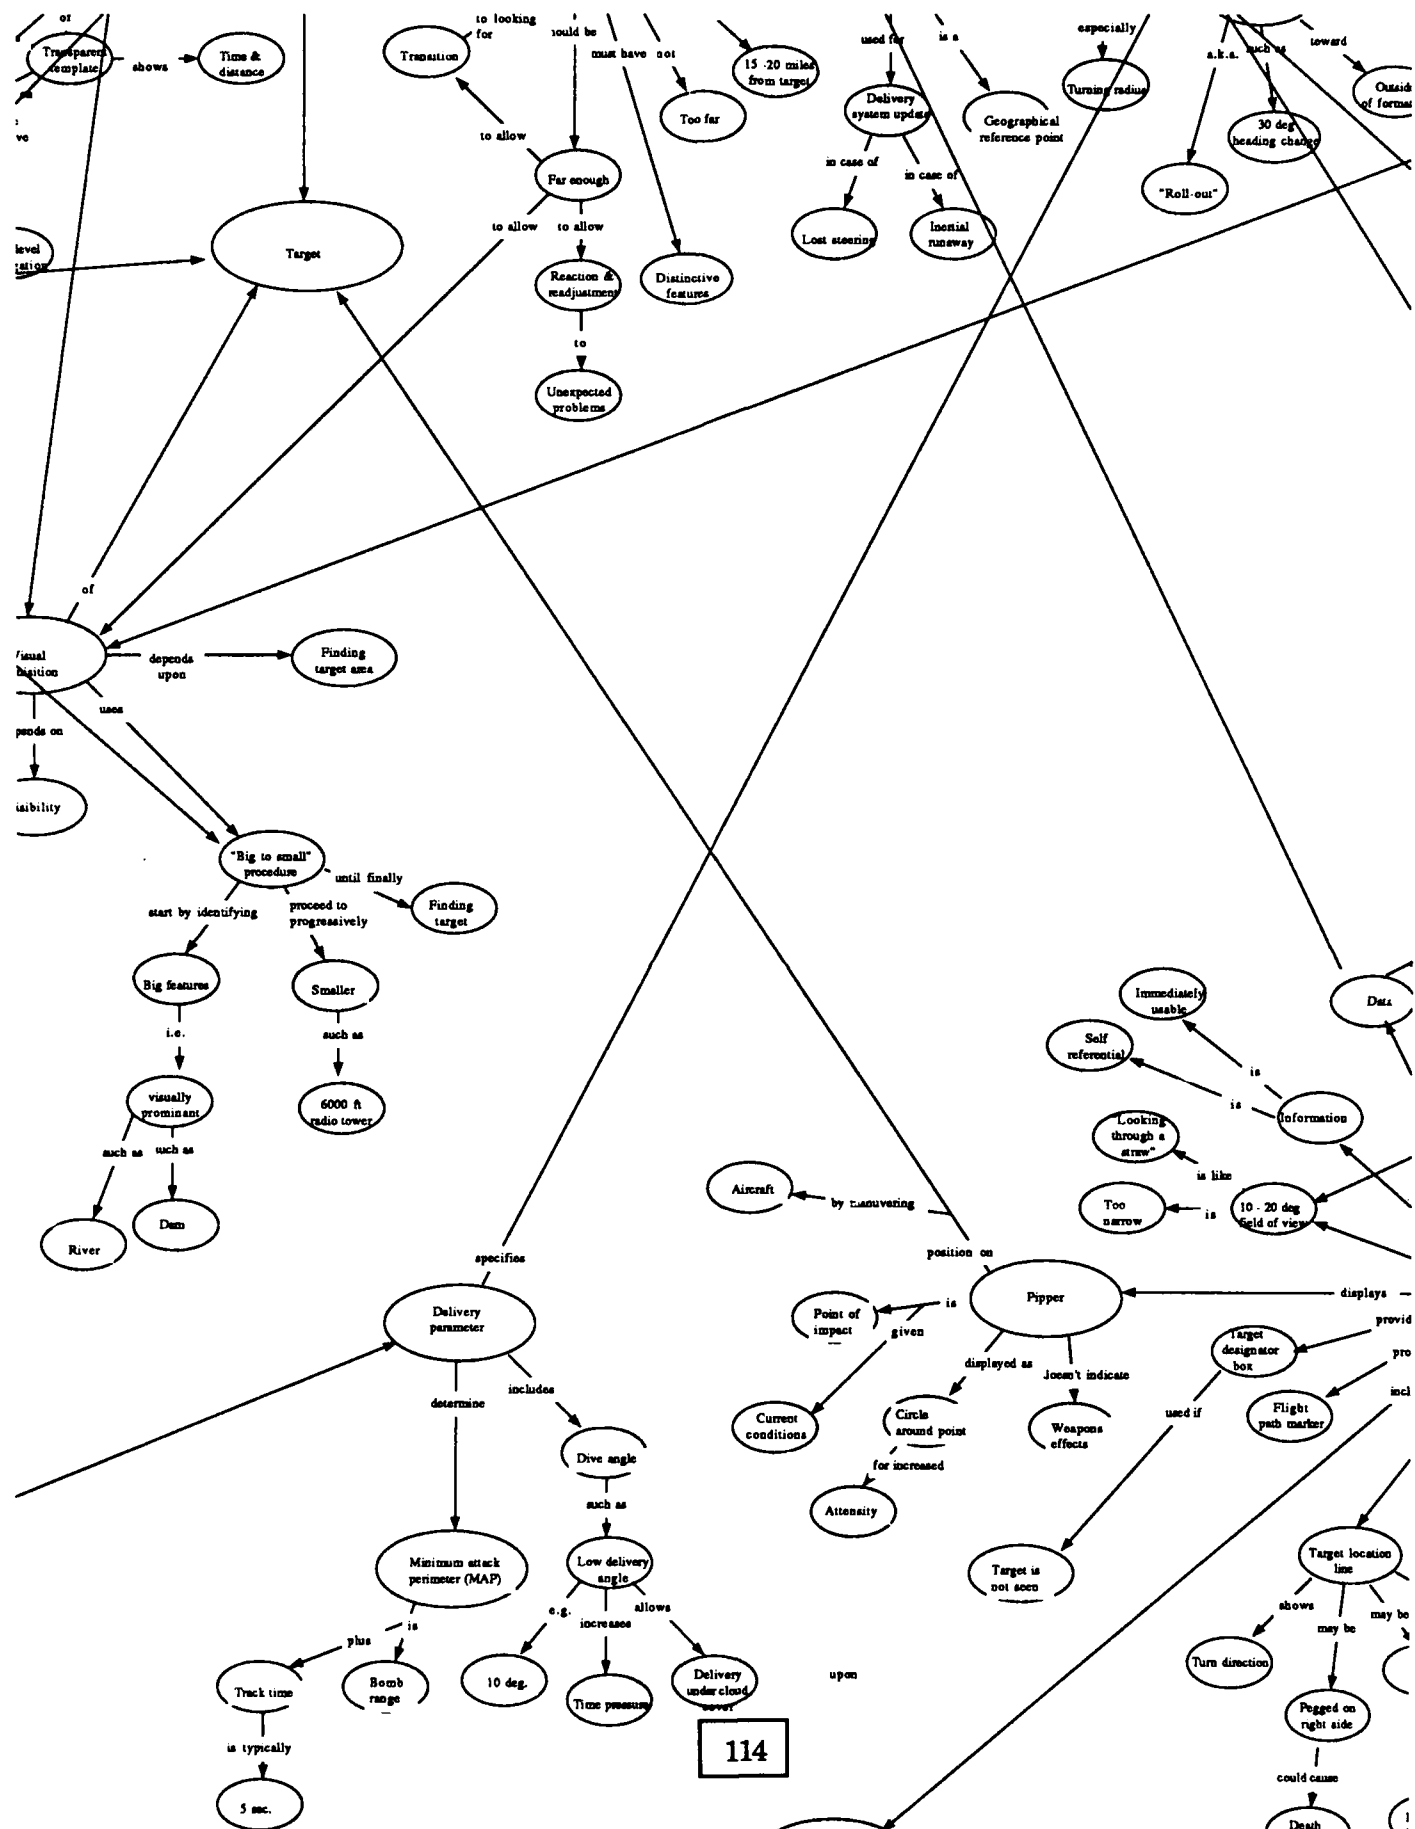 of
to looking
for
must have
not
used for
is a
especially
a.k.a.
such as
toward
Transparent
template
shows
Time &
distance
Transition
15 -20 miles
from target
Turning radius
Delivery
system update
Geographical
reference point
Too far
30 deg
heading change
to allow
in case of
in case of
Far enough
"Roll-out"
to allow
to allow
Target
Lost steering
Inertial
runaway
Reaction &
readjustment
Distinctive
features
to
Unexpected
problems
of
depends
upon
Finding
target area
uses
"Big to small"
procedure
until finally
Finding
target
start by identifying
proceed to
progressively
Big features
Smaller
i.e.
such as
visually
prominant
6000 ft
radio tower
such as
such as
River
Dam
Immediately
usable
Data
Self
referential
is
is
Information
Looking
through a
straw"
is like
Too
narrow
is
10 - 20 deg
field of view
Aircraft
by manuvering
position on
specifies
Pipper
displays
Delivery
parameter
Point of
impact
is
given
Target
designator
box
displayed as
determine
includes
used if
Flight
path marker
Current
conditions
Circle
around point
Weapons
effects
Dive angle
for increased
such as
Attensity
Minimum attack
perimeter (MAP)
Low delivery
angle
Target is
not seen
Target location
line
e.g.
increases
allows
shows
may be
may be
plus
is
Track time
Bomb
range
10 deg.
Time pressure
Delivery
under cloud
cover
upon
Turn direction
Pegged on
right side
is typically
114
could cause
5 sec.
Death